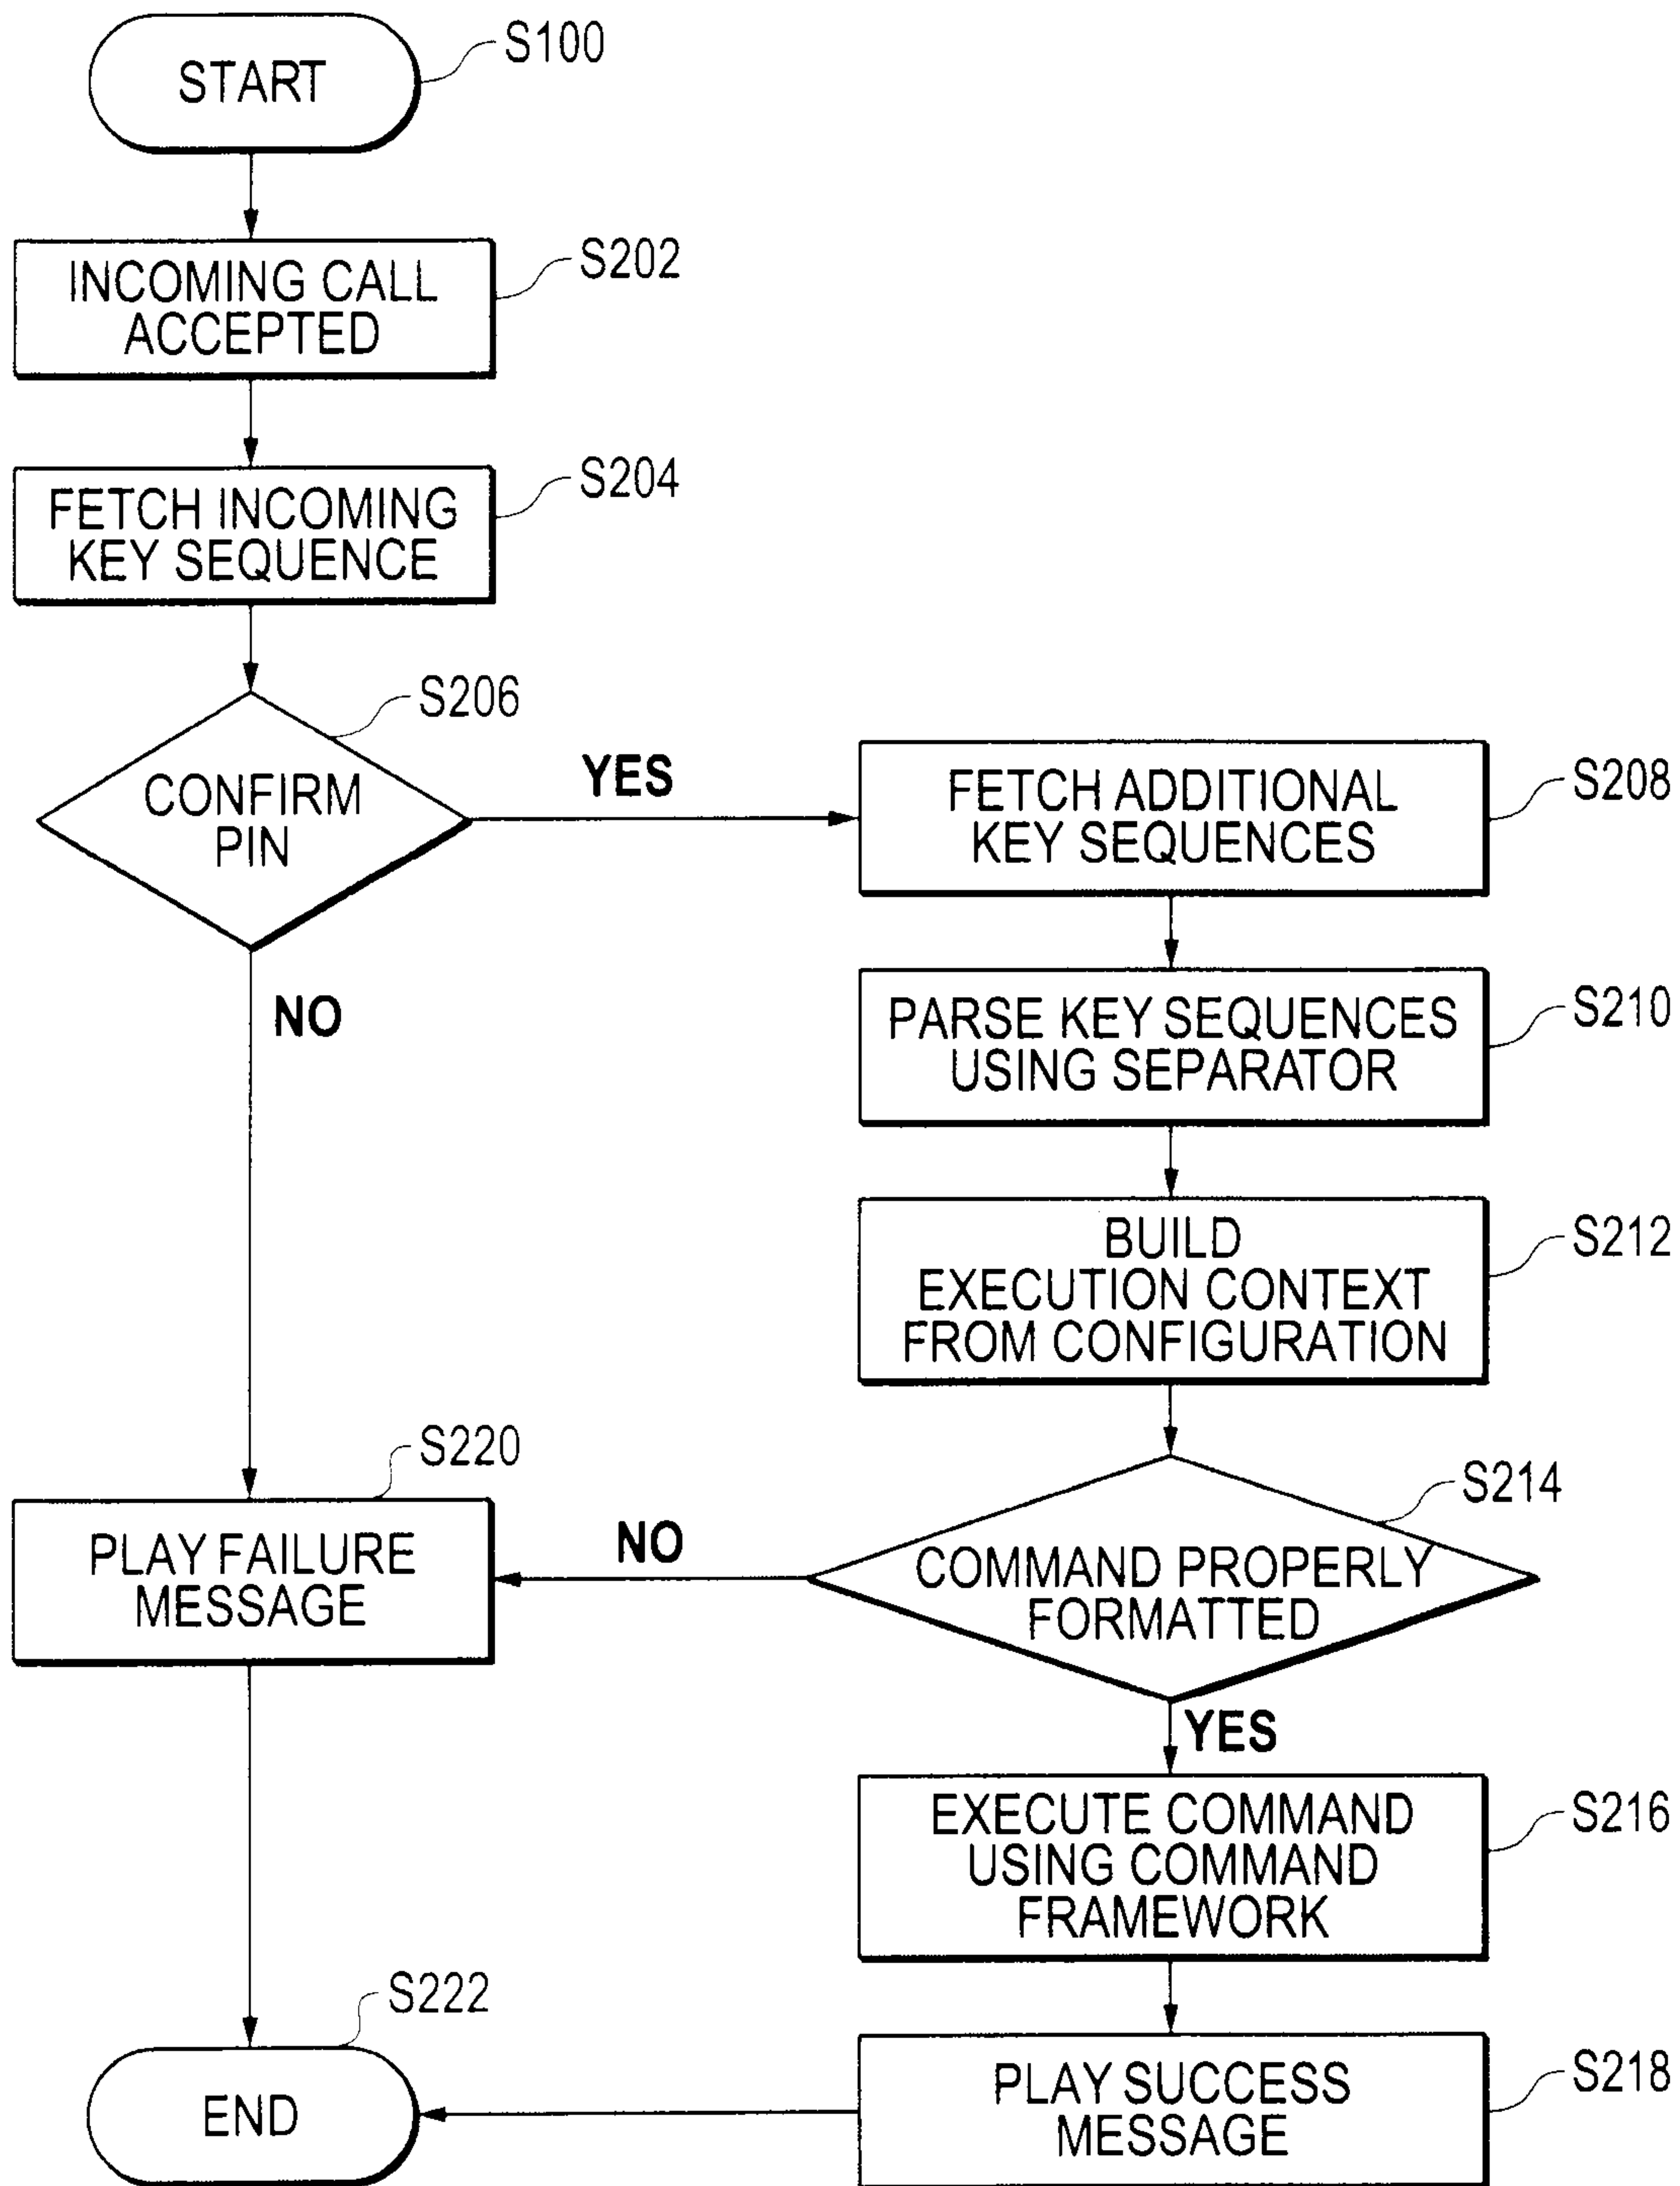 START
S100
INCOMING CALL
ACCEPTED
S202
FETCH INCOMING
KEY SEQUENCE
S204
CONFIRM
PIN
S206
YES
NO
FETCH ADDITIONAL
KEY SEQUENCES
S208
PARSE KEY SEQUENCES
USING SEPARATOR
S210
BUILD
EXECUTION CONTEXT
FROM CONFIGURATION
S212
COMMAND PROPERLY
FORMATTED
S214
NO
YES
PLAY FAILURE
MESSAGE
S220
EXECUTE COMMAND
USING COMMAND
FRAMEWORK
S216
PLAY SUCCESS
MESSAGE
S218
END
S222